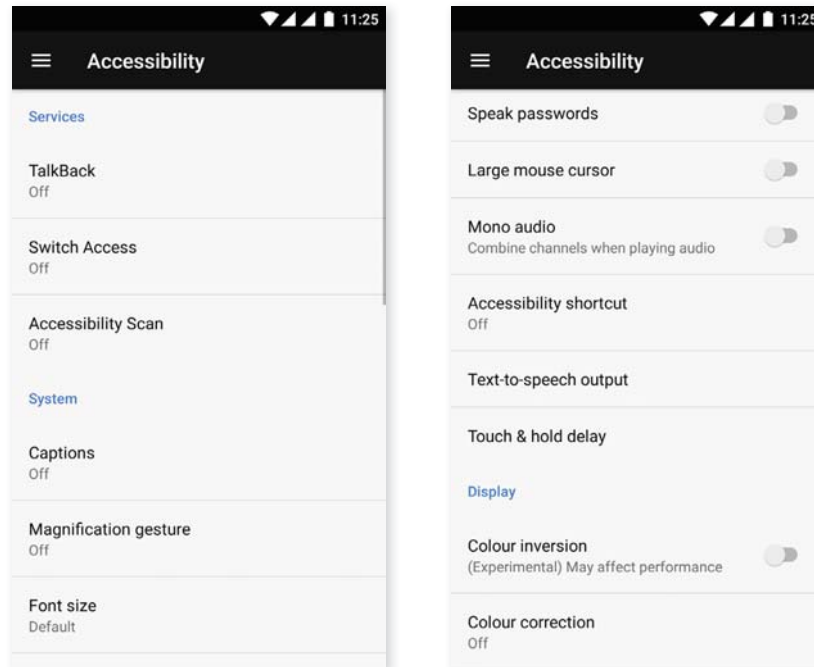 11:25
Accessibility
Services
TalkBack
Off
Switch Access
Off
Accessibility Scan
Off
System
Captions
Off
Magnification gesture
Off
Font size
Default
11:25
Accessibility
Speak passwords
Large mouse cursor
Mono audio
Combine channels when playing audio
Accessibility shortcut
Off
Text-to-speech output
Touch & hold delay
Display
Colour inversion
(Experimental) May affect performance
Colour correction
Off